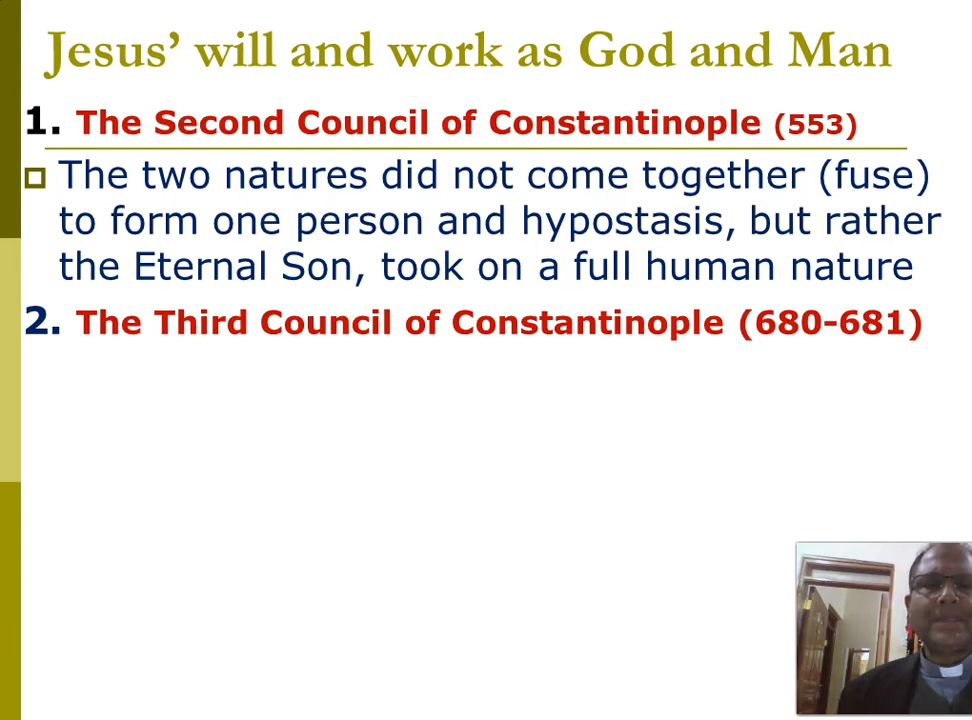 Jesus’ will and work as God and Man
1. The Second Council of Constantinople (553)
The two natures did not come together (fuse)
to form one person and hypostasis, but rather
the Eternal Son, took on a full human nature
2. The Third Council of Constantinople (680-681)